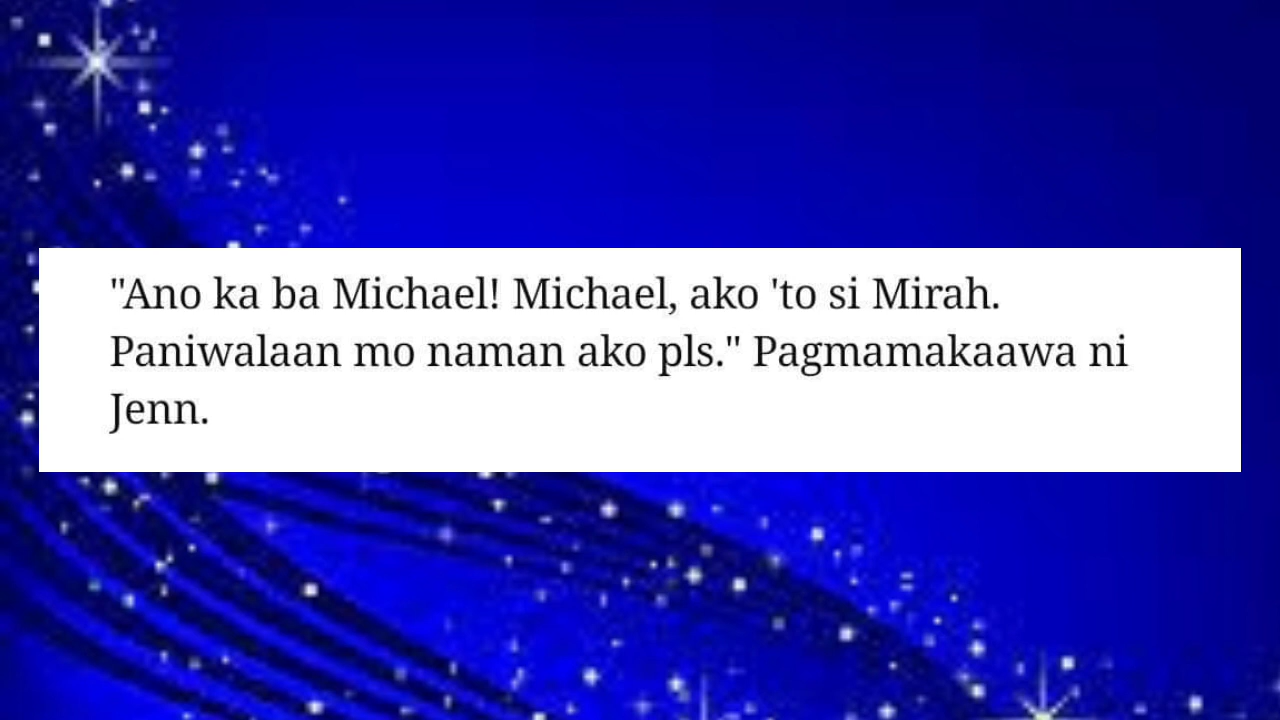 "Ano ka ba Michael! Michael, ako 'to si Mirah.
Paniwalaan mo naman ako pls." Pagmamakaawa ni
Jenn.